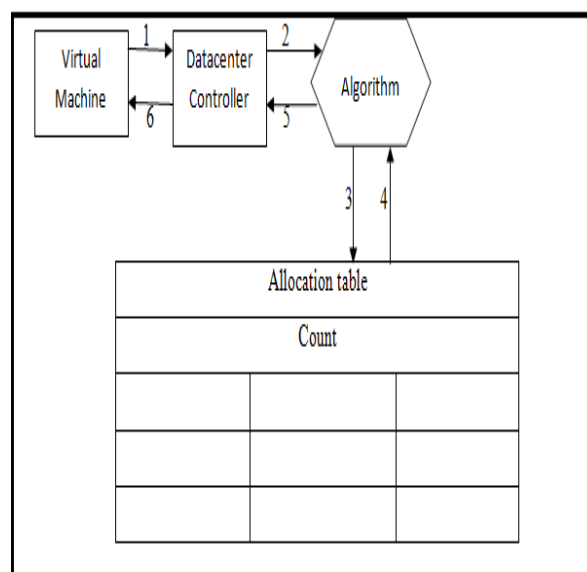 1
2
Virtual
Machine
Datacenter
Controller
Algorithm
6
5
3
4
Allocation table
Count